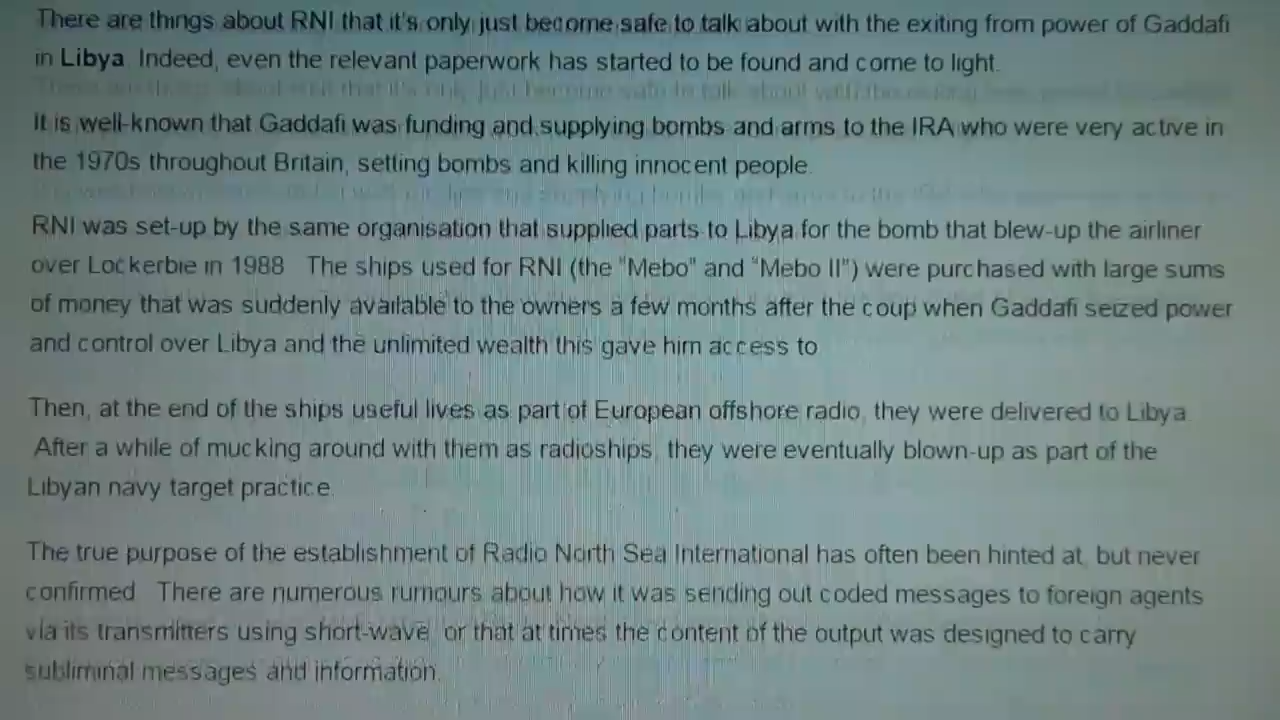 There are things about RNI that it's only just become safe to talk about with the exiting from power of Gaddafi
in Libya. Indeed, even the relevant paperwork has started to be found and come to light.
It is well-known that Gaddafi was funding and supplying bombs and arms to the IRA who were very active in
the 1970s throughout Britain, setting bombs and killing innocent people.
RNI was set-up by the same organisation that supplied parts to Libya for the bomb that blew-up the airliner
over Lockerbie in 1988. The ships used for RNI (the "Mebo" and "Mebo II") were purchased with large sums
of money that was suddenly available to the owners a few months after the coup when Gaddafi seized power
and control over Libya and the unlimited wealth this gave him access to.
Then, at the end of the ships useful lives as part of European offshore radio, they were delivered to Libya.
After a while of mucking around with them as radioships, they were eventually blown-up as part of the
Libyan navy target practice.
The true purpose of the establishment of Radio North Sea International has often been hinted at, but never
confirmed. There are numerous rumours about how it was sending out coded messages to foreign agents
via its transmitters using short-wave, or that at times the content of the output was designed to carry
subliminal messages and information.